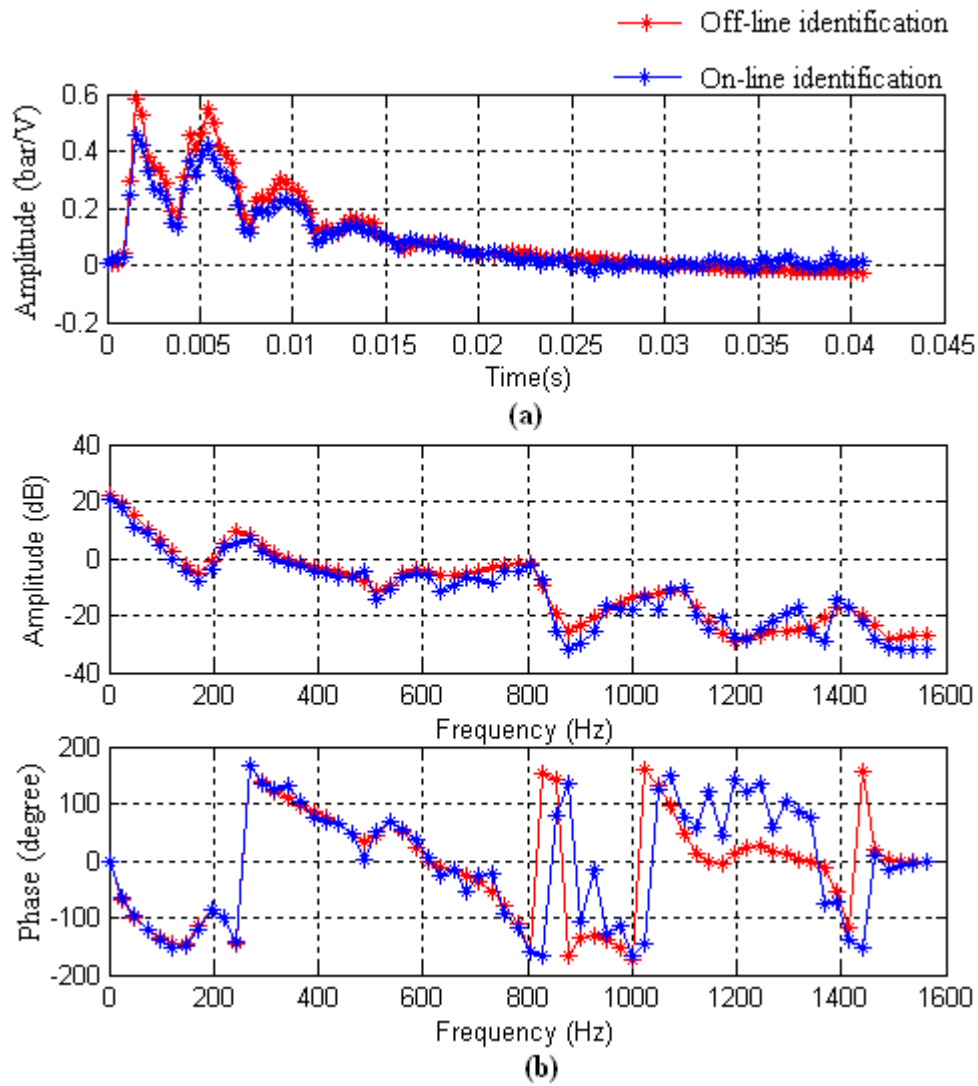 Off-line identification
On-line identification
Amplitude (bar/V)
0.6
0.4
0.2
0
-0.2
0 0.005 0.01 0.015 0.02 0.025 0.03 0.035 0.04 0.045
Time(s)
(a)
Amplitude (dB)
40
20
0
-20
-40
0 200 400 600 800 1000 1200 1400 1600
Frequency (Hz)
Phase (degree)
200
100
0
-100
-200
0 200 400 600 800 1000 1200 1400 1600
Frequency (Hz)
(b)